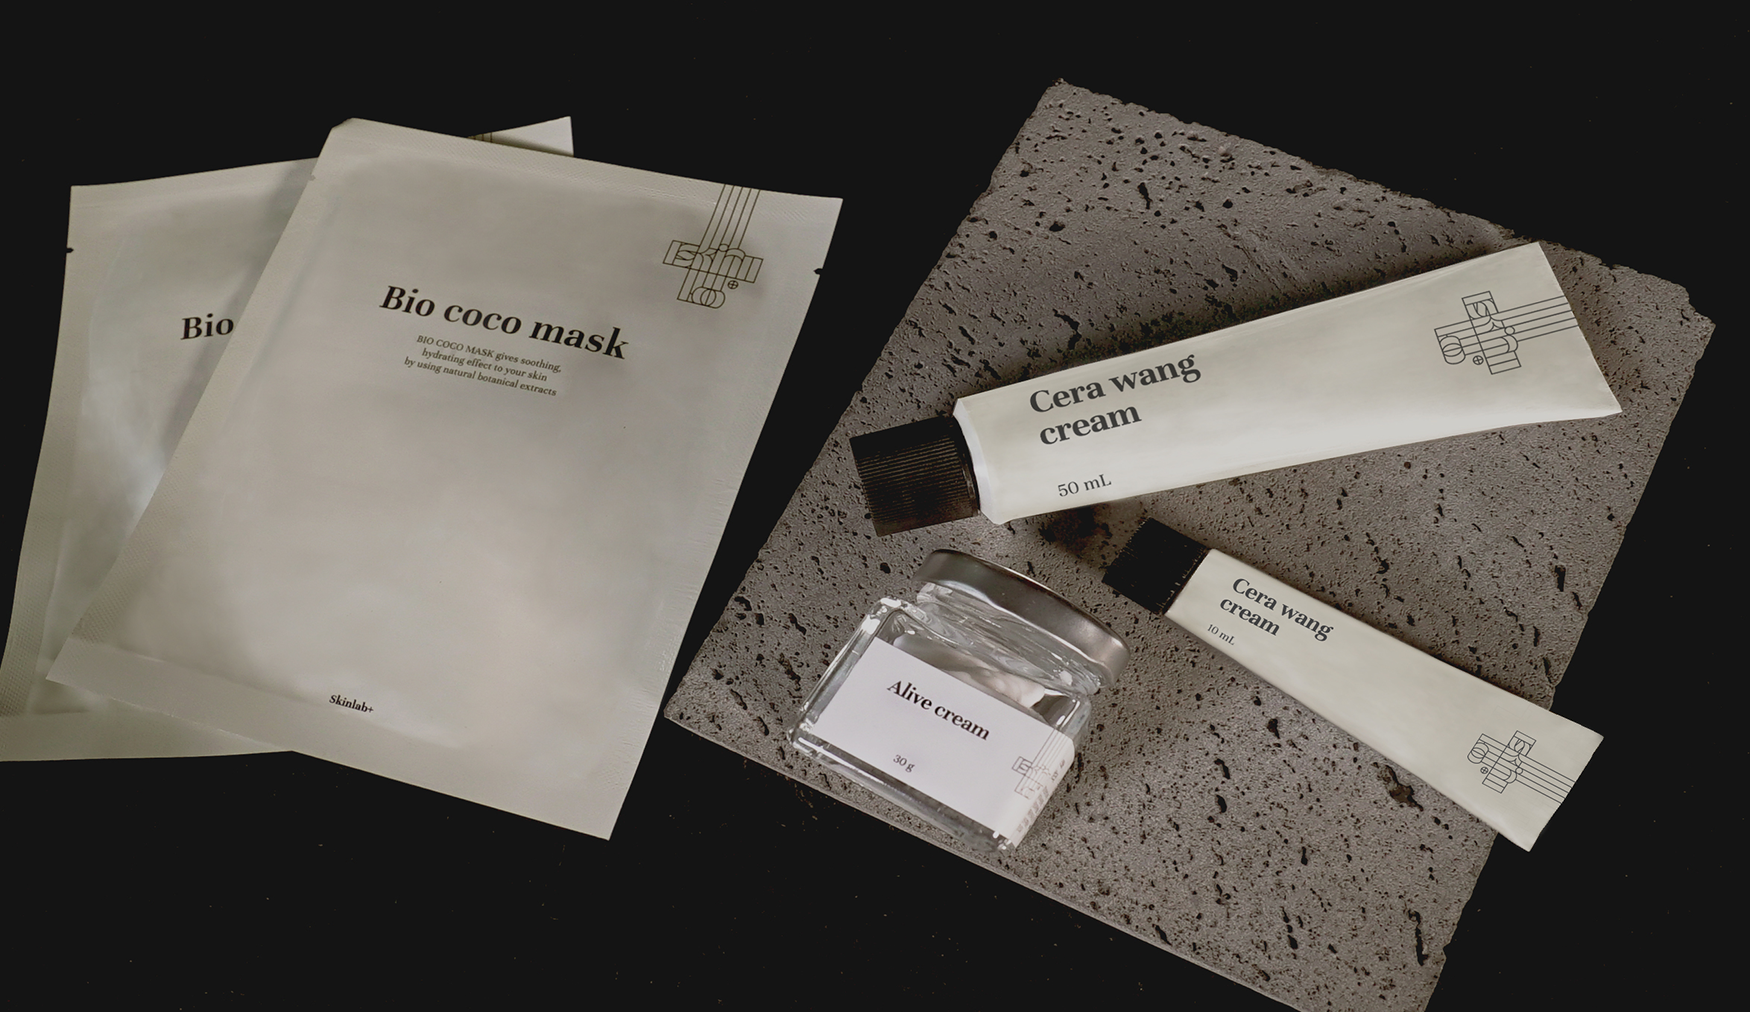 Bio
Bio coco mask
BIO COCO MASK gives soothing,
hydrating effect to your skin
by using natural botanical extracts
Skinlab+
Cera wang
cream
50 mL
Cera wang
cream
10 mL
Alive cream
30 g